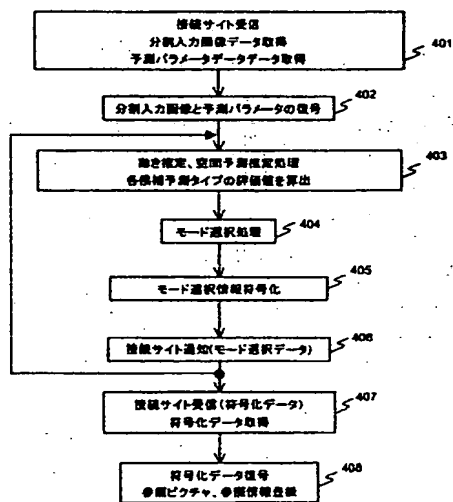 接続サイト受信
分割入力画像データ取得
予測パラメータデータデータ取得
401
402
分割入力画像と予測パラメータの復号
動き推定、空間予測推定処理
各候補予測タイプの評価値を算出
403
404
モード選択処理
405
モード選択情報符号化
406
接続サイト通知(モード選択データ)
接続サイト受信(符号化データ)
符号化データ取得
407
符号化データ復号
参照ピクチャ、参照情報登録
408